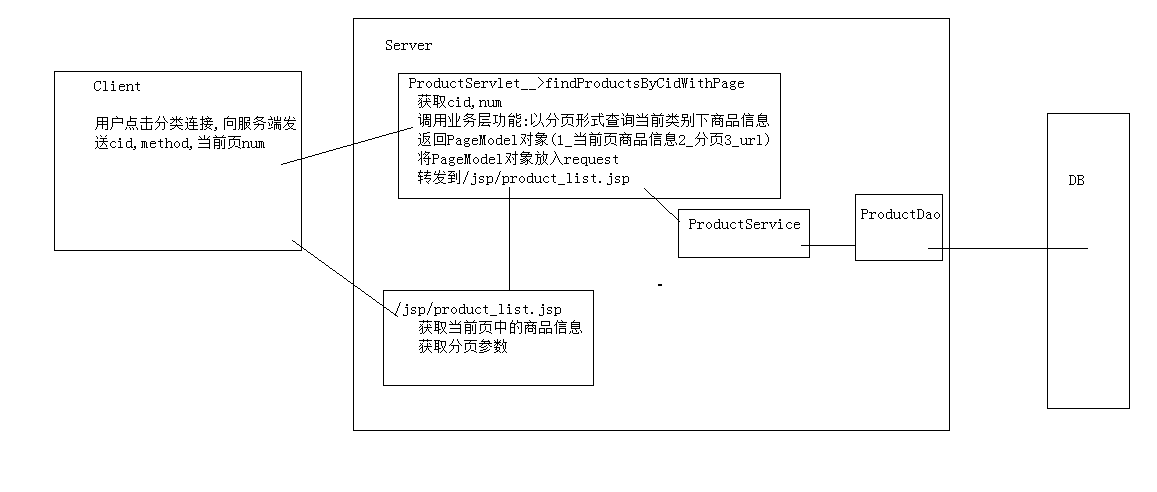 Server
Client
用户点击分类连接,向服务端发
送cid,method,当前页num
ProductServlet__>findProductsByCidWithPage
获取cid,num
调用业务层功能:以分页形式查询当前类别下商品信息
返回PageModel对象(1_当前页商品信息2_分页3_url)
将PageModel对象放入request
转发到/jsp/product_list.jsp
ProductService
ProductDao
DB
/jsp/product_list.jsp
获取当前页中的商品信息
获取分页参数